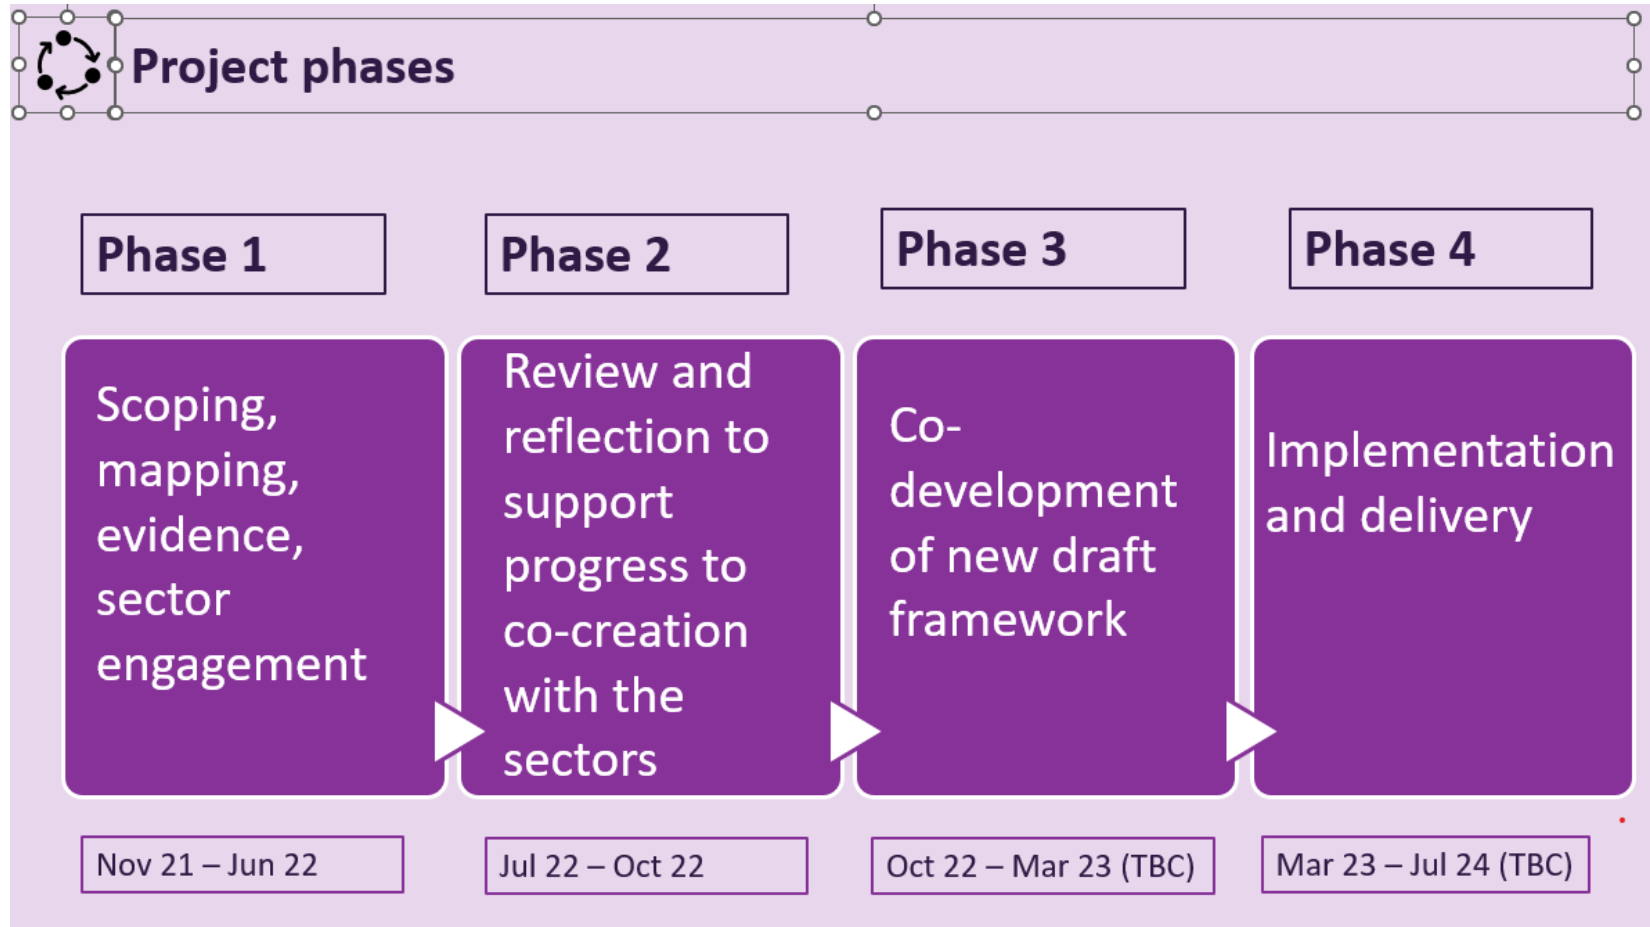 Project phases
Phase 1
Phase 2
Phase 3
Phase 4
Scoping,
mapping,
evidence,
sector
engagement
Review and
reflection to
support
progress to
co-creation
with the
sectors
Co-
development
of new draft
framework
Implementation
and delivery
Nov 21 – Jun 22
Jul 22 – Oct 22
Oct 22 – Mar 23 (TBC)
Mar 23 – Jul 24 (TBC)